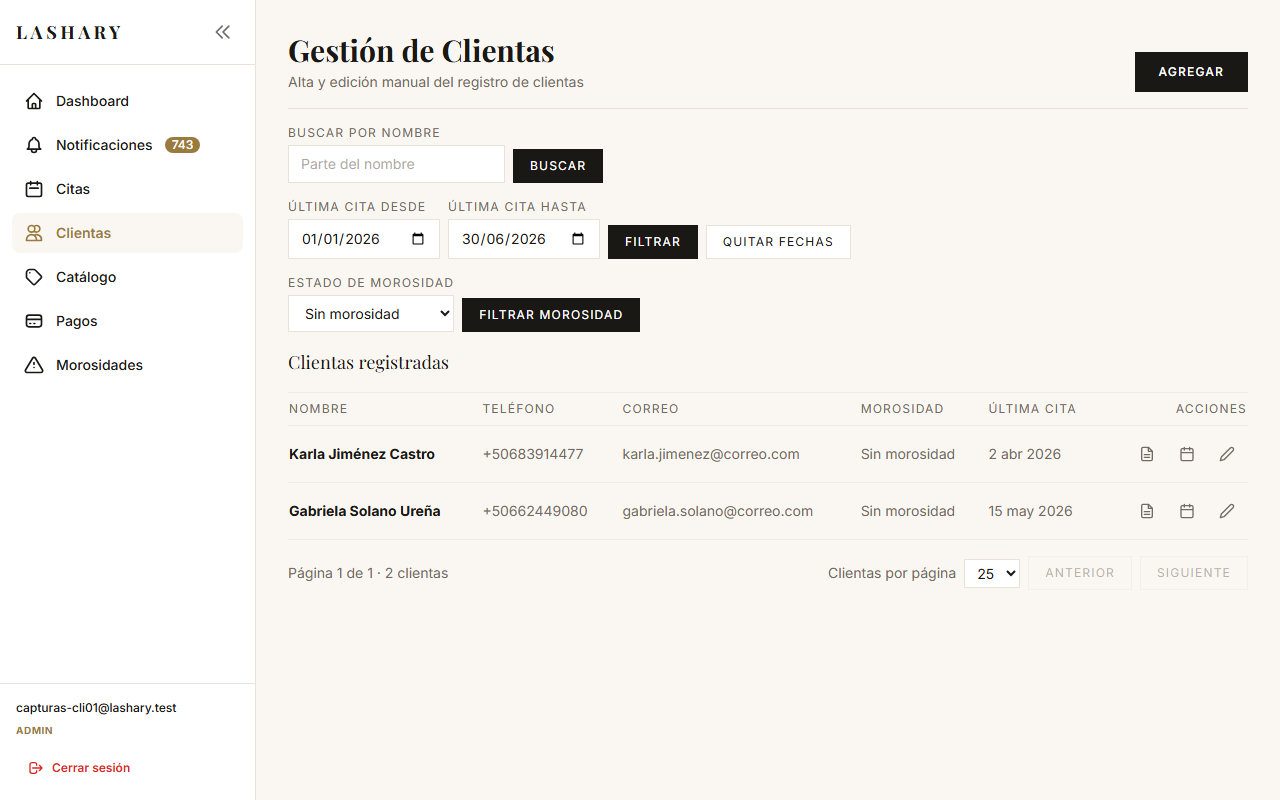 LASHARY
Dashboard
Notificaciones 743
Citas
Clientas
Catálogo
Pagos
Morosidades
capturas-cli01@lashary.test
ADMIN
Cerrar sesión
Gestión de Clientas
Alta y edición manual del registro de clientas
AGREGAR
BUSCAR POR NOMBRE
Parte del nombre BUSCAR
ÚLTIMA CITA DESDE ÚLTIMA CITA HASTA
01/01/2026 30/06/2026 FILTRAR QUITAR FECHAS
ESTADO DE MOROSIDAD
Sin morosidad FILTRAR MOROSIDAD
Clientas registradas
NOMBRE TELÉFONO CORREO MOROSIDAD ÚLTIMA CITA ACCIONES
Karla Jiménez Castro +50683914477 karla.jimenez@correo.com Sin morosidad 2 abr 2026
Gabriela Solano Ureña +50662449080 gabriela.solano@correo.com Sin morosidad 15 may 2026
Página 1 de 1 · 2 clientas Clientas por página 25 ANTERIOR SIGUIENTE